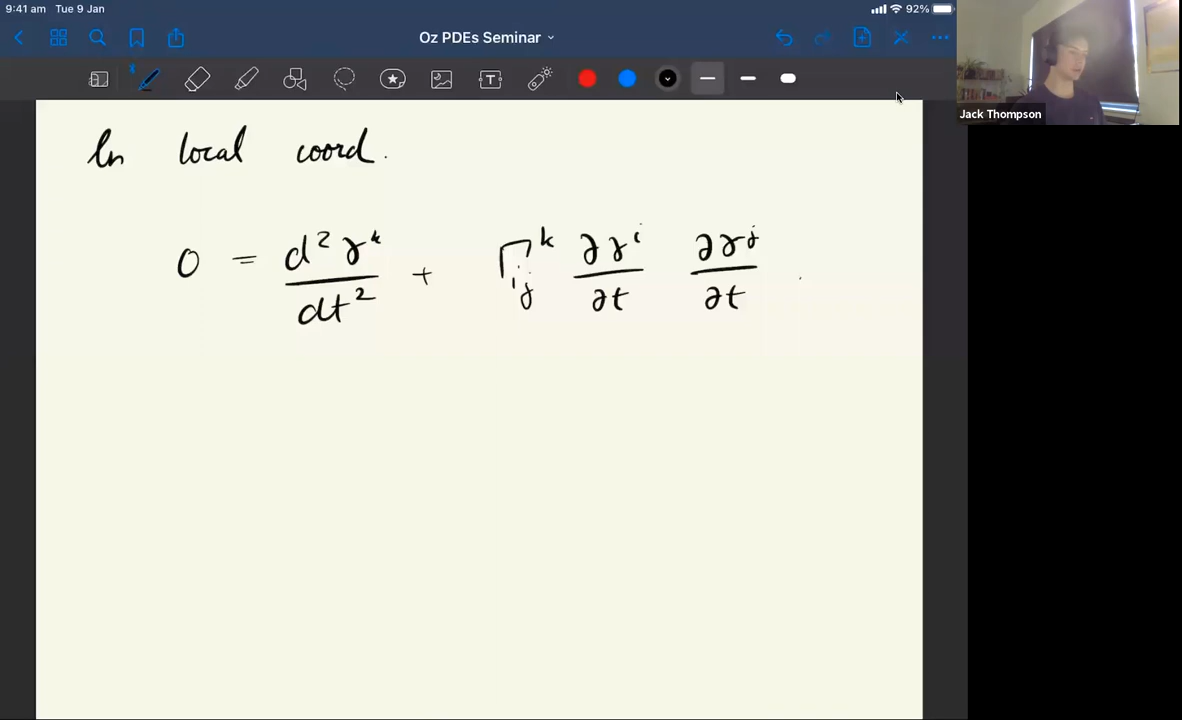 9:41 am Tue 9 Jan
92%
Oz PDEs Seminar
Jack Thompson
In local coord.
0 = d²γᵏ/dt² + Γᵢⱼᵏ ∂γⁱ/∂t ∂γʲ/∂t .